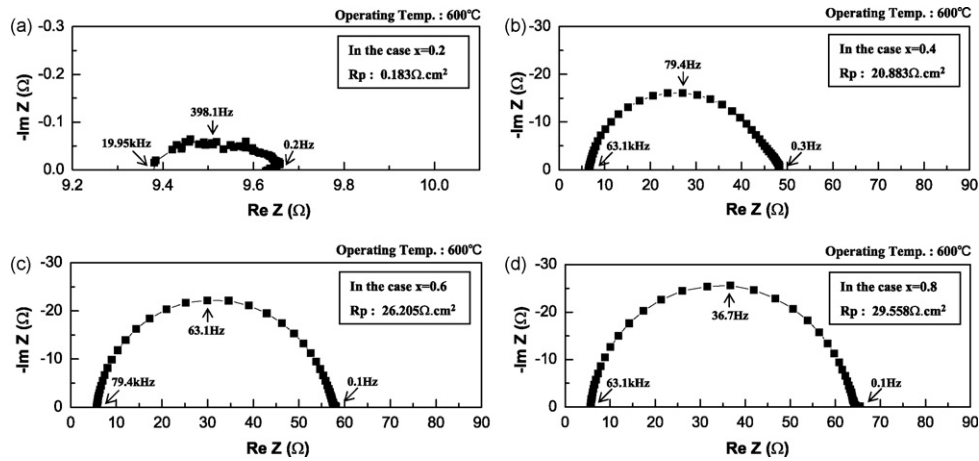 Operating Temp. : 600℃
(a)
In the case x=0.2
Rp : 0.183Ω.cm²
-0.3
-0.2
-0.1
0.0
19.95kHz
398.1Hz
0.2Hz
9.2 9.4 9.6 9.8 10.0
-Im Z (Ω)
Re Z (Ω)
Operating Temp. : 600℃
(b)
In the case x=0.4
Rp : 20.883Ω.cm²
-30
-20
-10
0
79.4Hz
63.1kHz
0.3Hz
0 10 20 30 40 50 60 70 80 90
-Im Z (Ω)
Re Z (Ω)
Operating Temp. : 600℃
(c)
In the case x=0.6
Rp : 26.205Ω.cm²
-30
-20
-10
0
63.1Hz
79.4kHz
0.1Hz
0 10 20 30 40 50 60 70 80 90
-Im Z (Ω)
Re Z (Ω)
Operating Temp. : 600℃
(d)
In the case x=0.8
Rp : 29.558Ω.cm²
-30
-20
-10
0
36.7Hz
63.1kHz
0.1Hz
0 10 20 30 40 50 60 70 80 90
-Im Z (Ω)
Re Z (Ω)